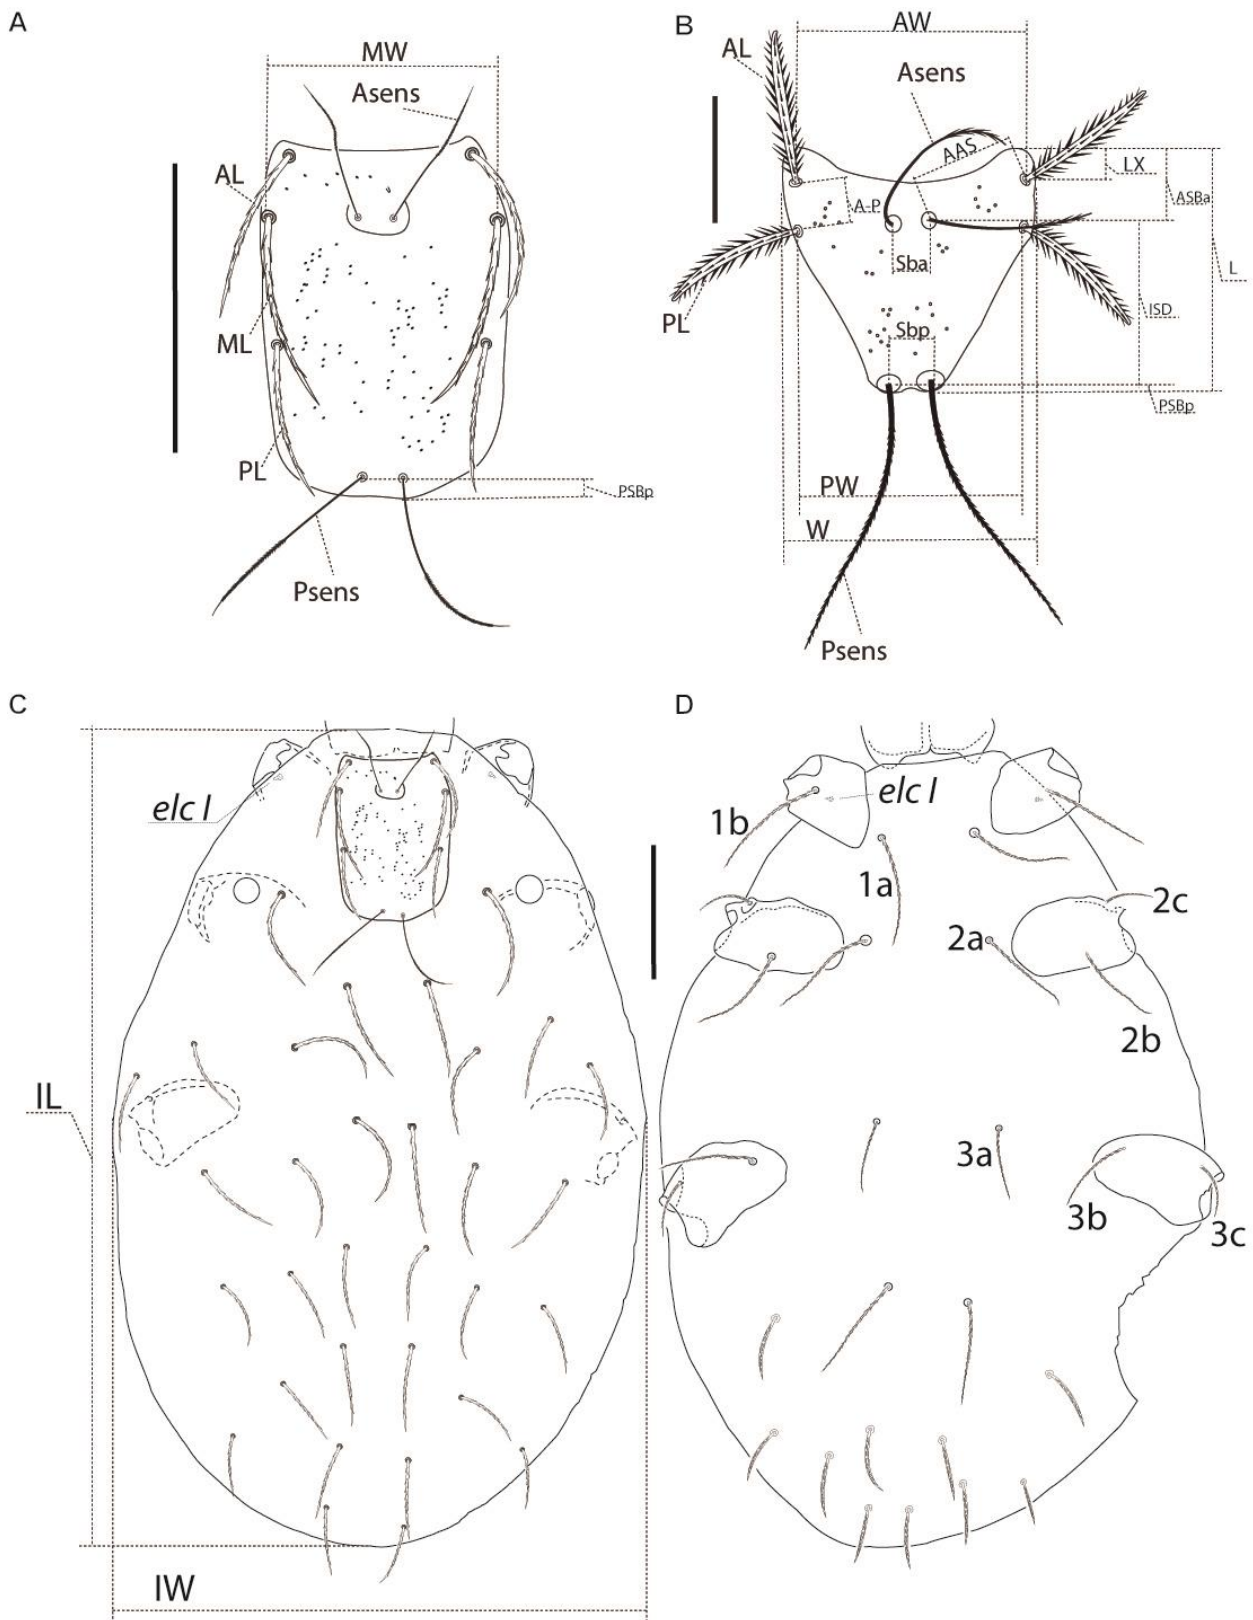 A
MW
Asens
AL
ML
PL
PSBp
Psens
B
AW
AL
Asens
AAS
LX
ASBa
A-P
Sba
L
PL
ISD
Sbp
PSBp
PW
W
Psens
C
elc I
IL
IW
D
elc I
1b
1a
2c
2a
2b
3a
3b
3c